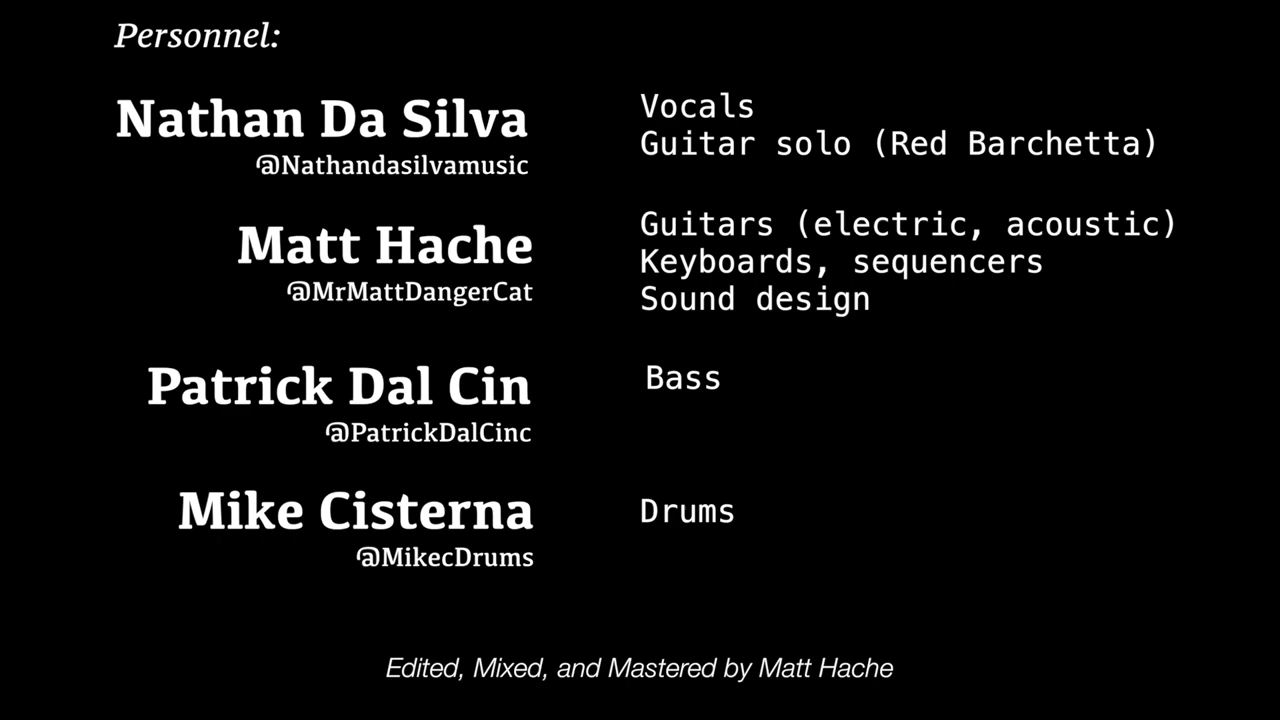 Personnel:
Nathan Da Silva
@Nathandasilvamusic
Vocals
Guitar solo (Red Barchetta)
Matt Hache
@MrMattDangerCat
Guitars (electric, acoustic)
Keyboards, sequencers
Sound design
Patrick Dal Cin
@PatrickDalCinc
Bass
Mike Cisterna
@MikecDrums
Drums
Edited, Mixed, and Mastered by Matt Hache